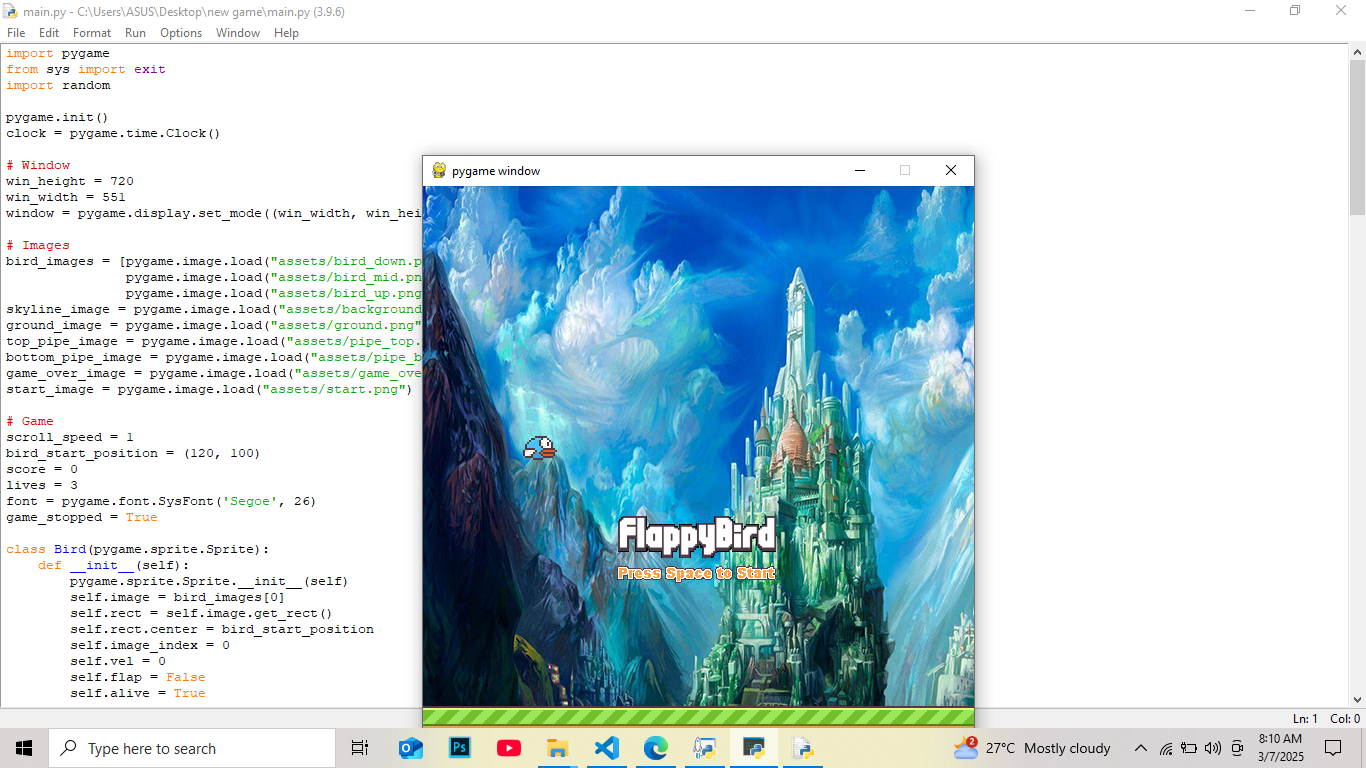 main.py - C:\Users\ASUS\Desktop\new game\main.py (3.9.6)
File Edit Format Run Options Window Help
import pygame
from sys import exit
import random
pygame.init()
clock = pygame.time.Clock()
# Window
win_height = 720
win_width = 551
window = pygame.display.set_mode((win_width, win_hei
# Images
bird_images = [pygame.image.load("assets/bird_down.p
pygame.image.load("assets/bird_mid.pn
pygame.image.load("assets/bird_up.png
skyline_image = pygame.image.load("assets/background
ground_image = pygame.image.load("assets/ground.png"
top_pipe_image = pygame.image.load("assets/pipe_top.
bottom_pipe_image = pygame.image.load("assets/pipe_b
game_over_image = pygame.image.load("assets/game_ove
start_image = pygame.image.load("assets/start.png")
# Game
scroll_speed = 1
bird_start_position = (120, 100)
score = 0
lives = 3
font = pygame.font.SysFont('Segoe', 26)
game_stopped = True
class Bird(pygame.sprite.Sprite):
def __init__(self):
pygame.sprite.Sprite.__init__(self)
self.image = bird_images[0]
self.rect = self.image.get_rect()
self.rect.center = bird_start_position
self.image_index = 0
self.vel = 0
self.flap = False
self.alive = True
pygame window
FlappyBird
Press Space to Start
Ln: 1 Col: 0
Type here to search
Ps
2
27°C Mostly cloudy
8:10 AM
3/7/2025